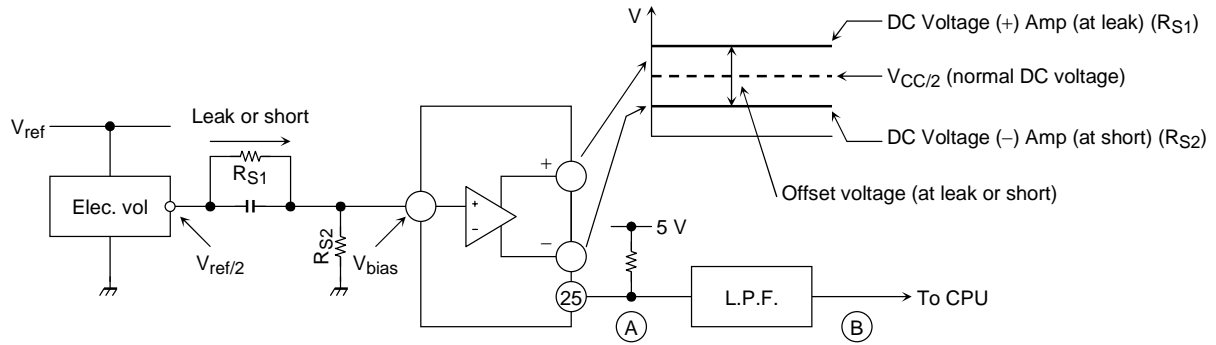 V
DC Voltage (+) Amp (at leak) (RS1)
VCC/2 (normal DC voltage)
DC Voltage (−) Amp (at short) (RS2)
Offset voltage (at leak or short)
Vref
Leak or short
RS1
Elec. vol
Vref/2
RS2
Vbias
+
−
+
−
25
5 V
A
L.P.F.
B
To CPU